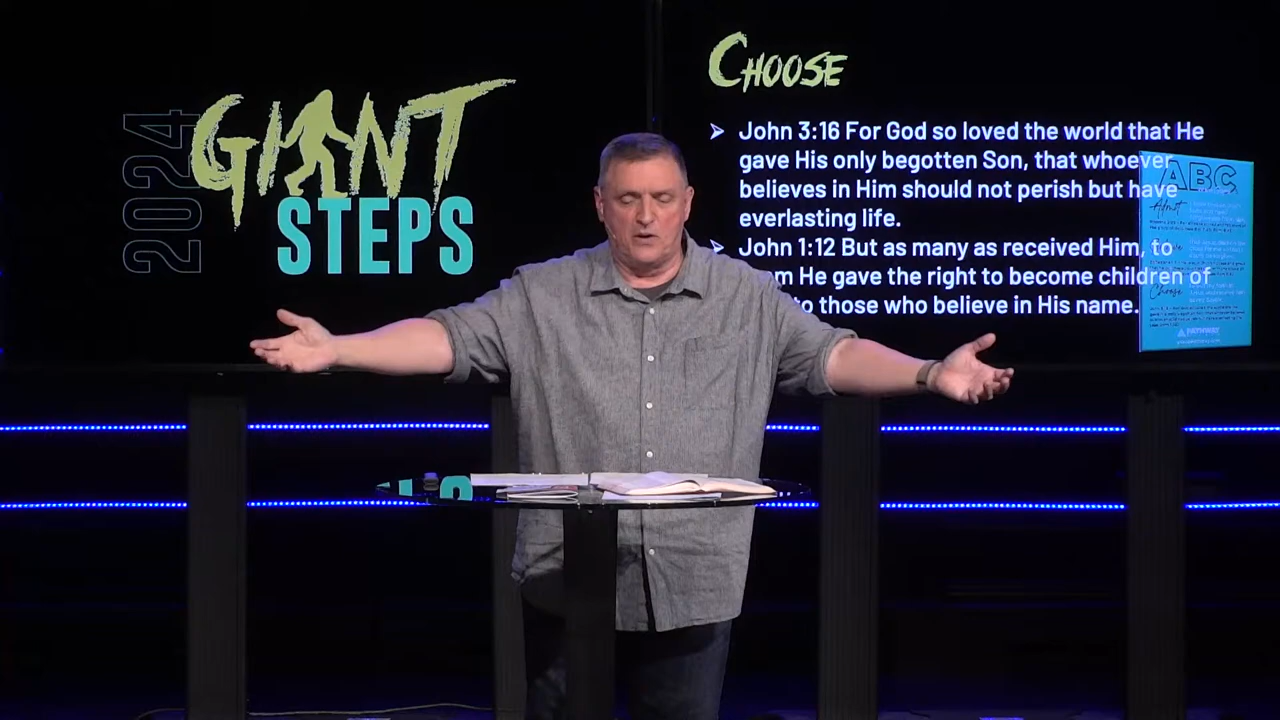 2024
GIANT
STEPS
CHOOSE
➢ John 3:16 For God so loved the world that He
gave His only begotten Son, that whoever
believes in Him should not perish but have
everlasting life.
➢ John 1:12 But as many as received Him, to
He gave the right to become children of
to those who believe in His name.
ABC
Admit
Choose
PATHWAY